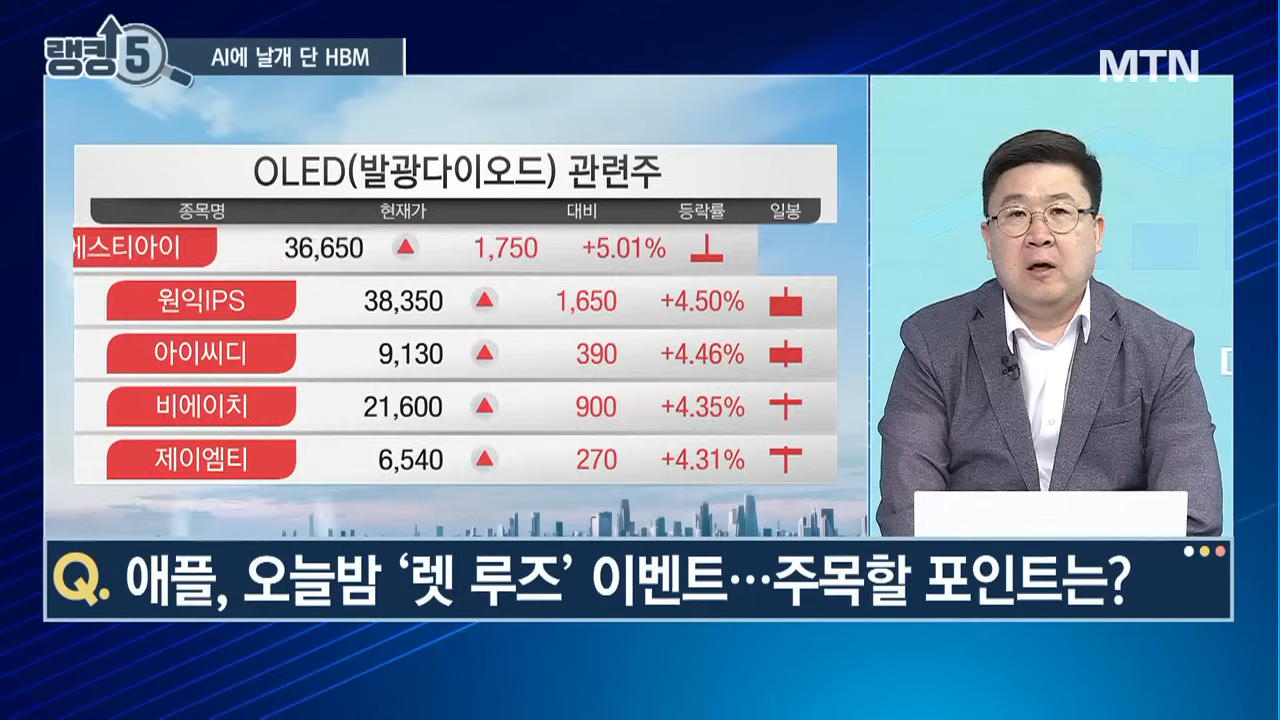 랭킹5
AI에 날개 단 HBM
MTN
OLED(발광다이오드) 관련주
종목명 현재가 대비 등락률 일봉
에스티아이 36,650 ▲ 1,750 +5.01%
원익IPS 38,350 ▲ 1,650 +4.50%
아이씨디 9,130 ▲ 390 +4.46%
비에이치 21,600 ▲ 900 +4.35%
제이엠티 6,540 ▲ 270 +4.31%
Q. 애플, 오늘밤 ‘렛 루즈’ 이벤트…주목할 포인트는?